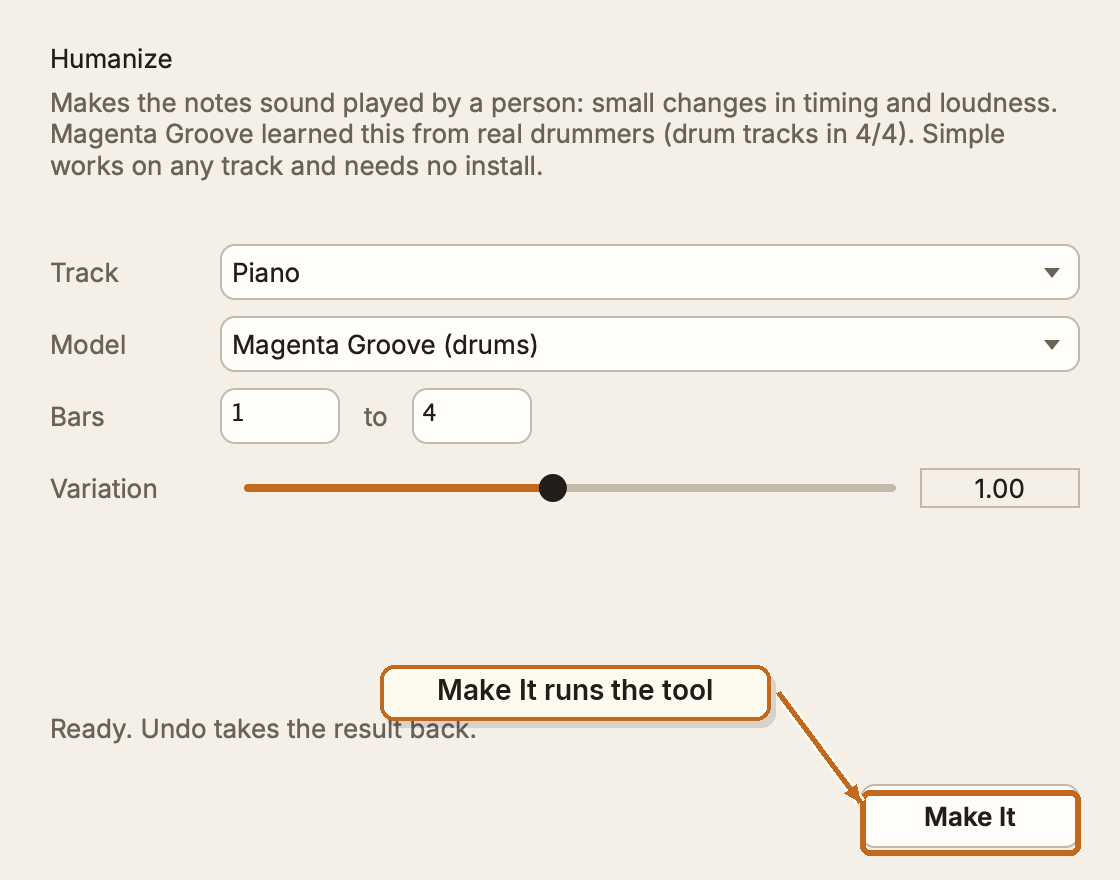 Humanize
Makes the notes sound played by a person: small changes in timing and loudness.
Magenta Groove learned this from real drummers (drum tracks in 4/4). Simple
works on any track and needs no install.
Track
Piano
Model
Magenta Groove (drums)
Bars
1
to
4
Variation
1.00
Make It runs the tool
Ready. Undo takes the result back.
Make It